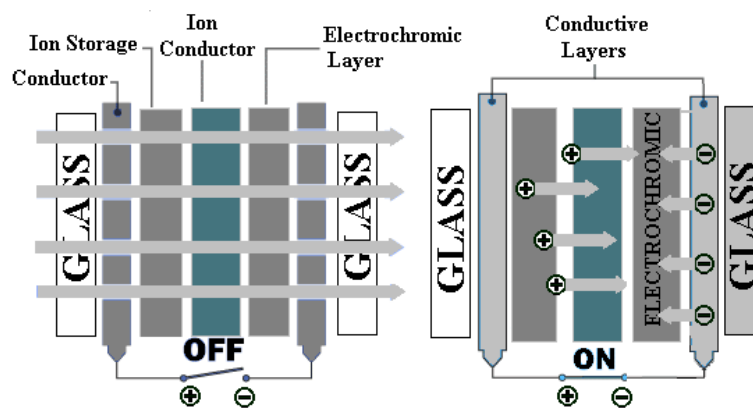 Ion Storage
Ion
Conductor
Electrochromic
Layer
Conductor
GLASS
GLASS
OFF
+
−
Conductive
Layers
GLASS
+
+
+
+
ELECTROCHROMIC
−
−
−
−
GLASS
ON
+
−